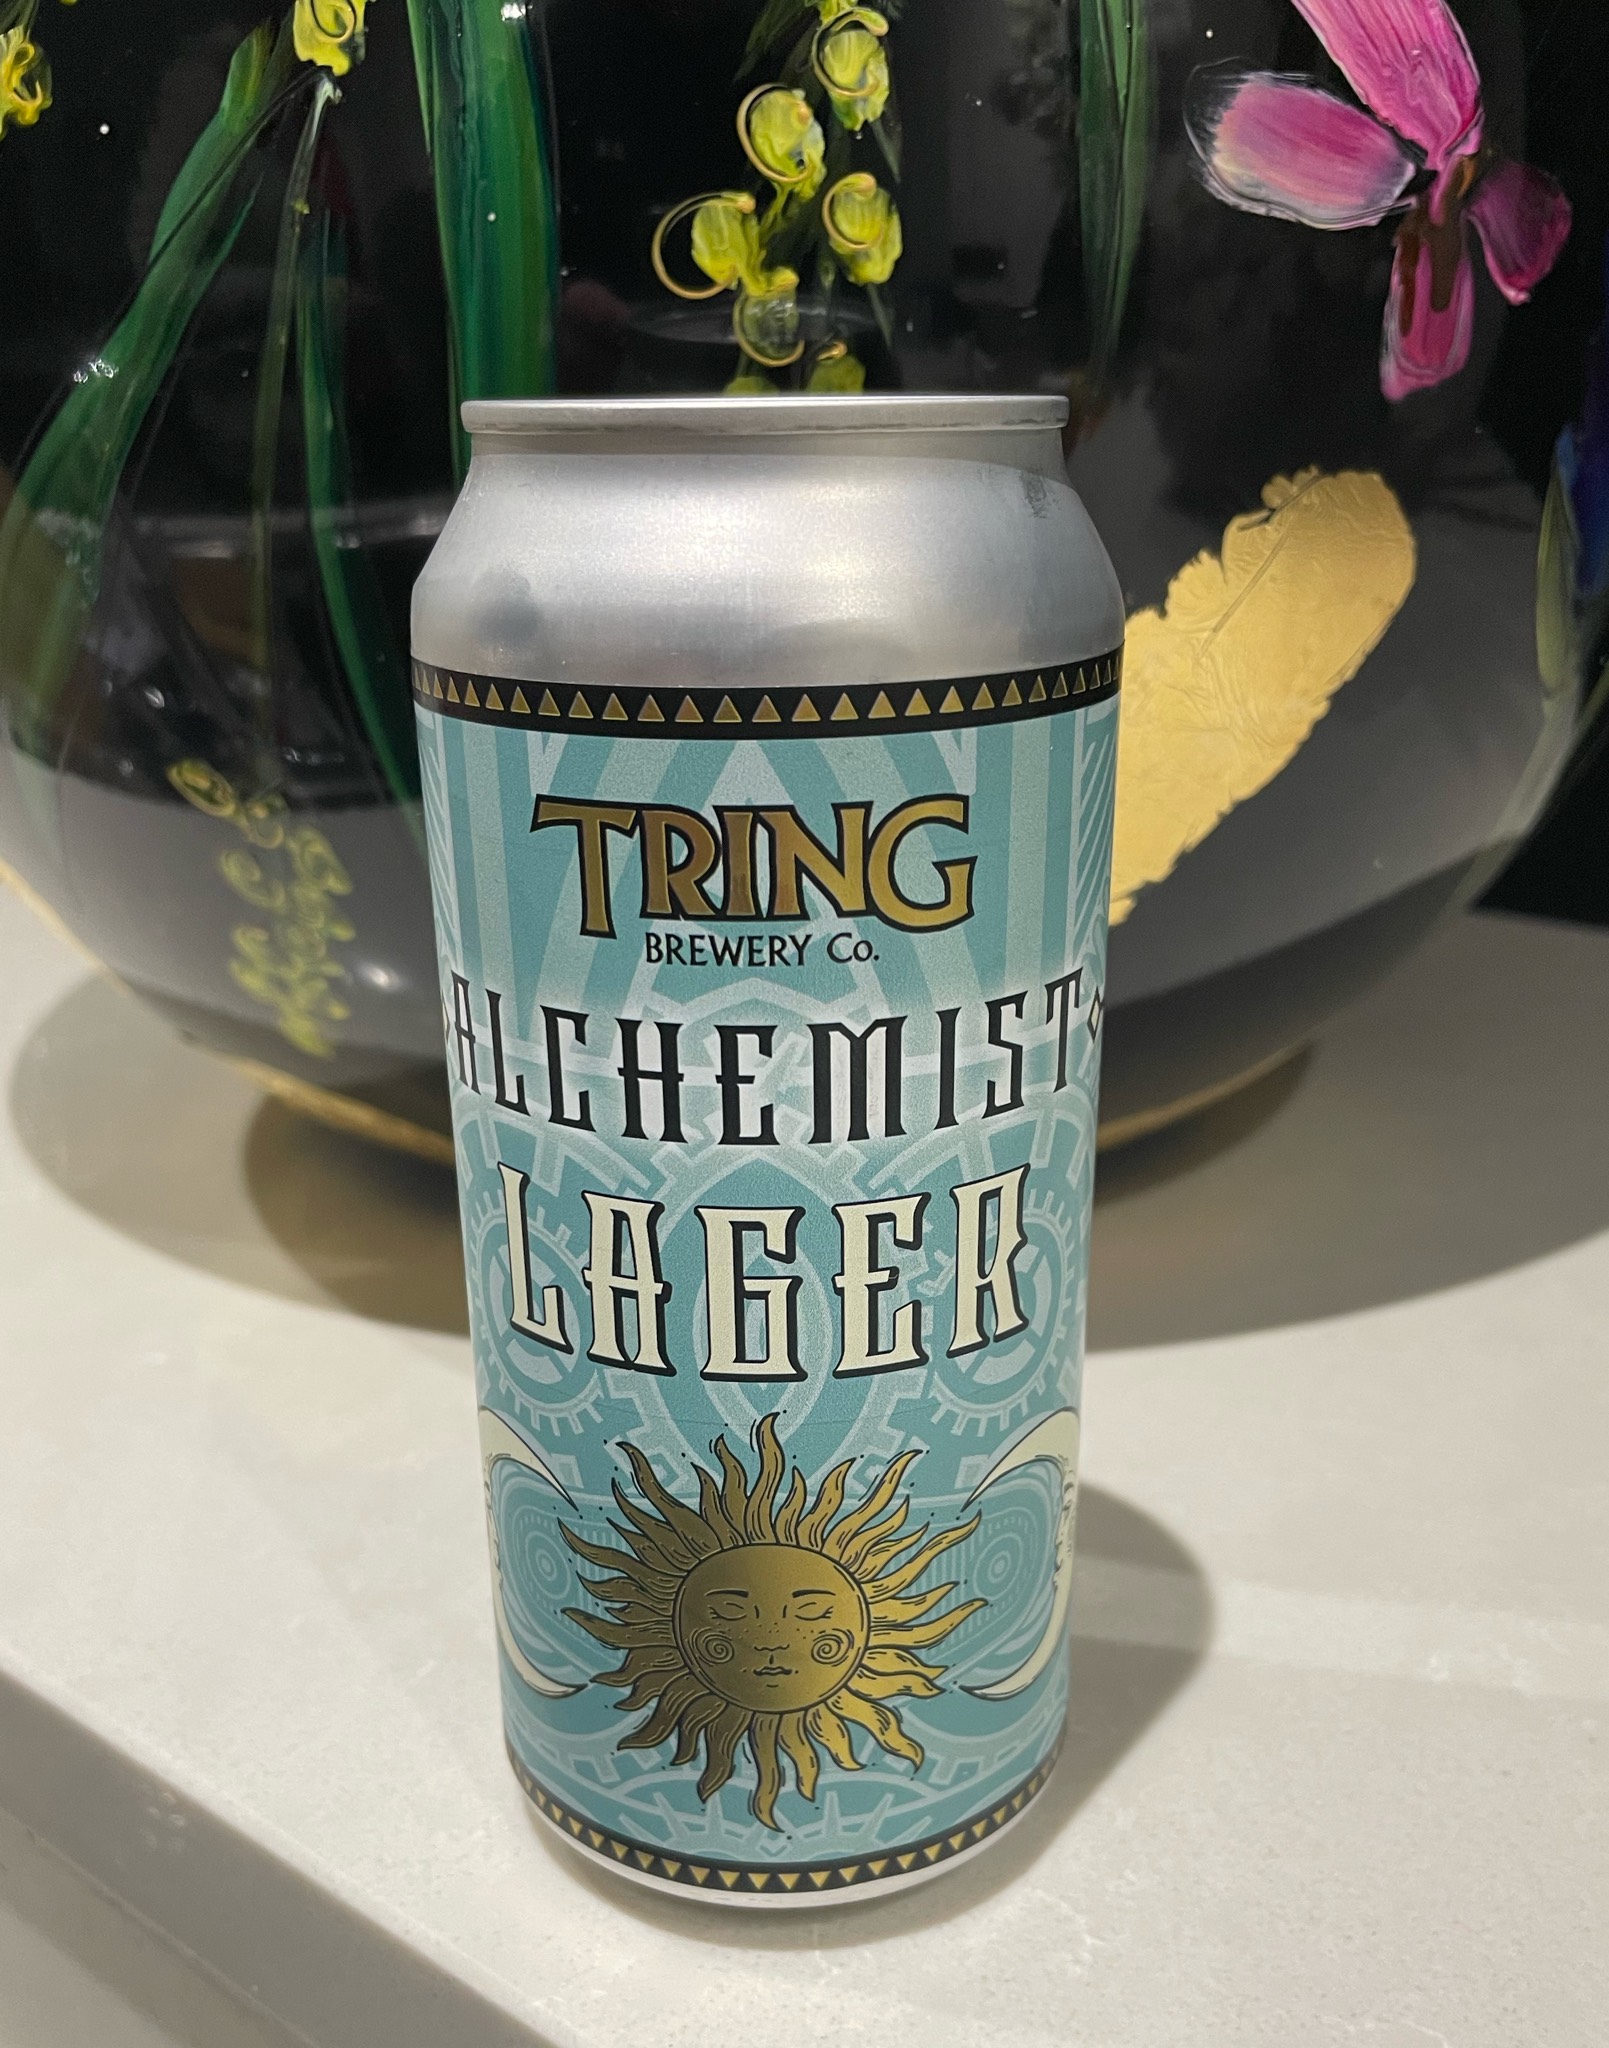 TRING
BREWERY Co.
ALCHEMIST
LAGER